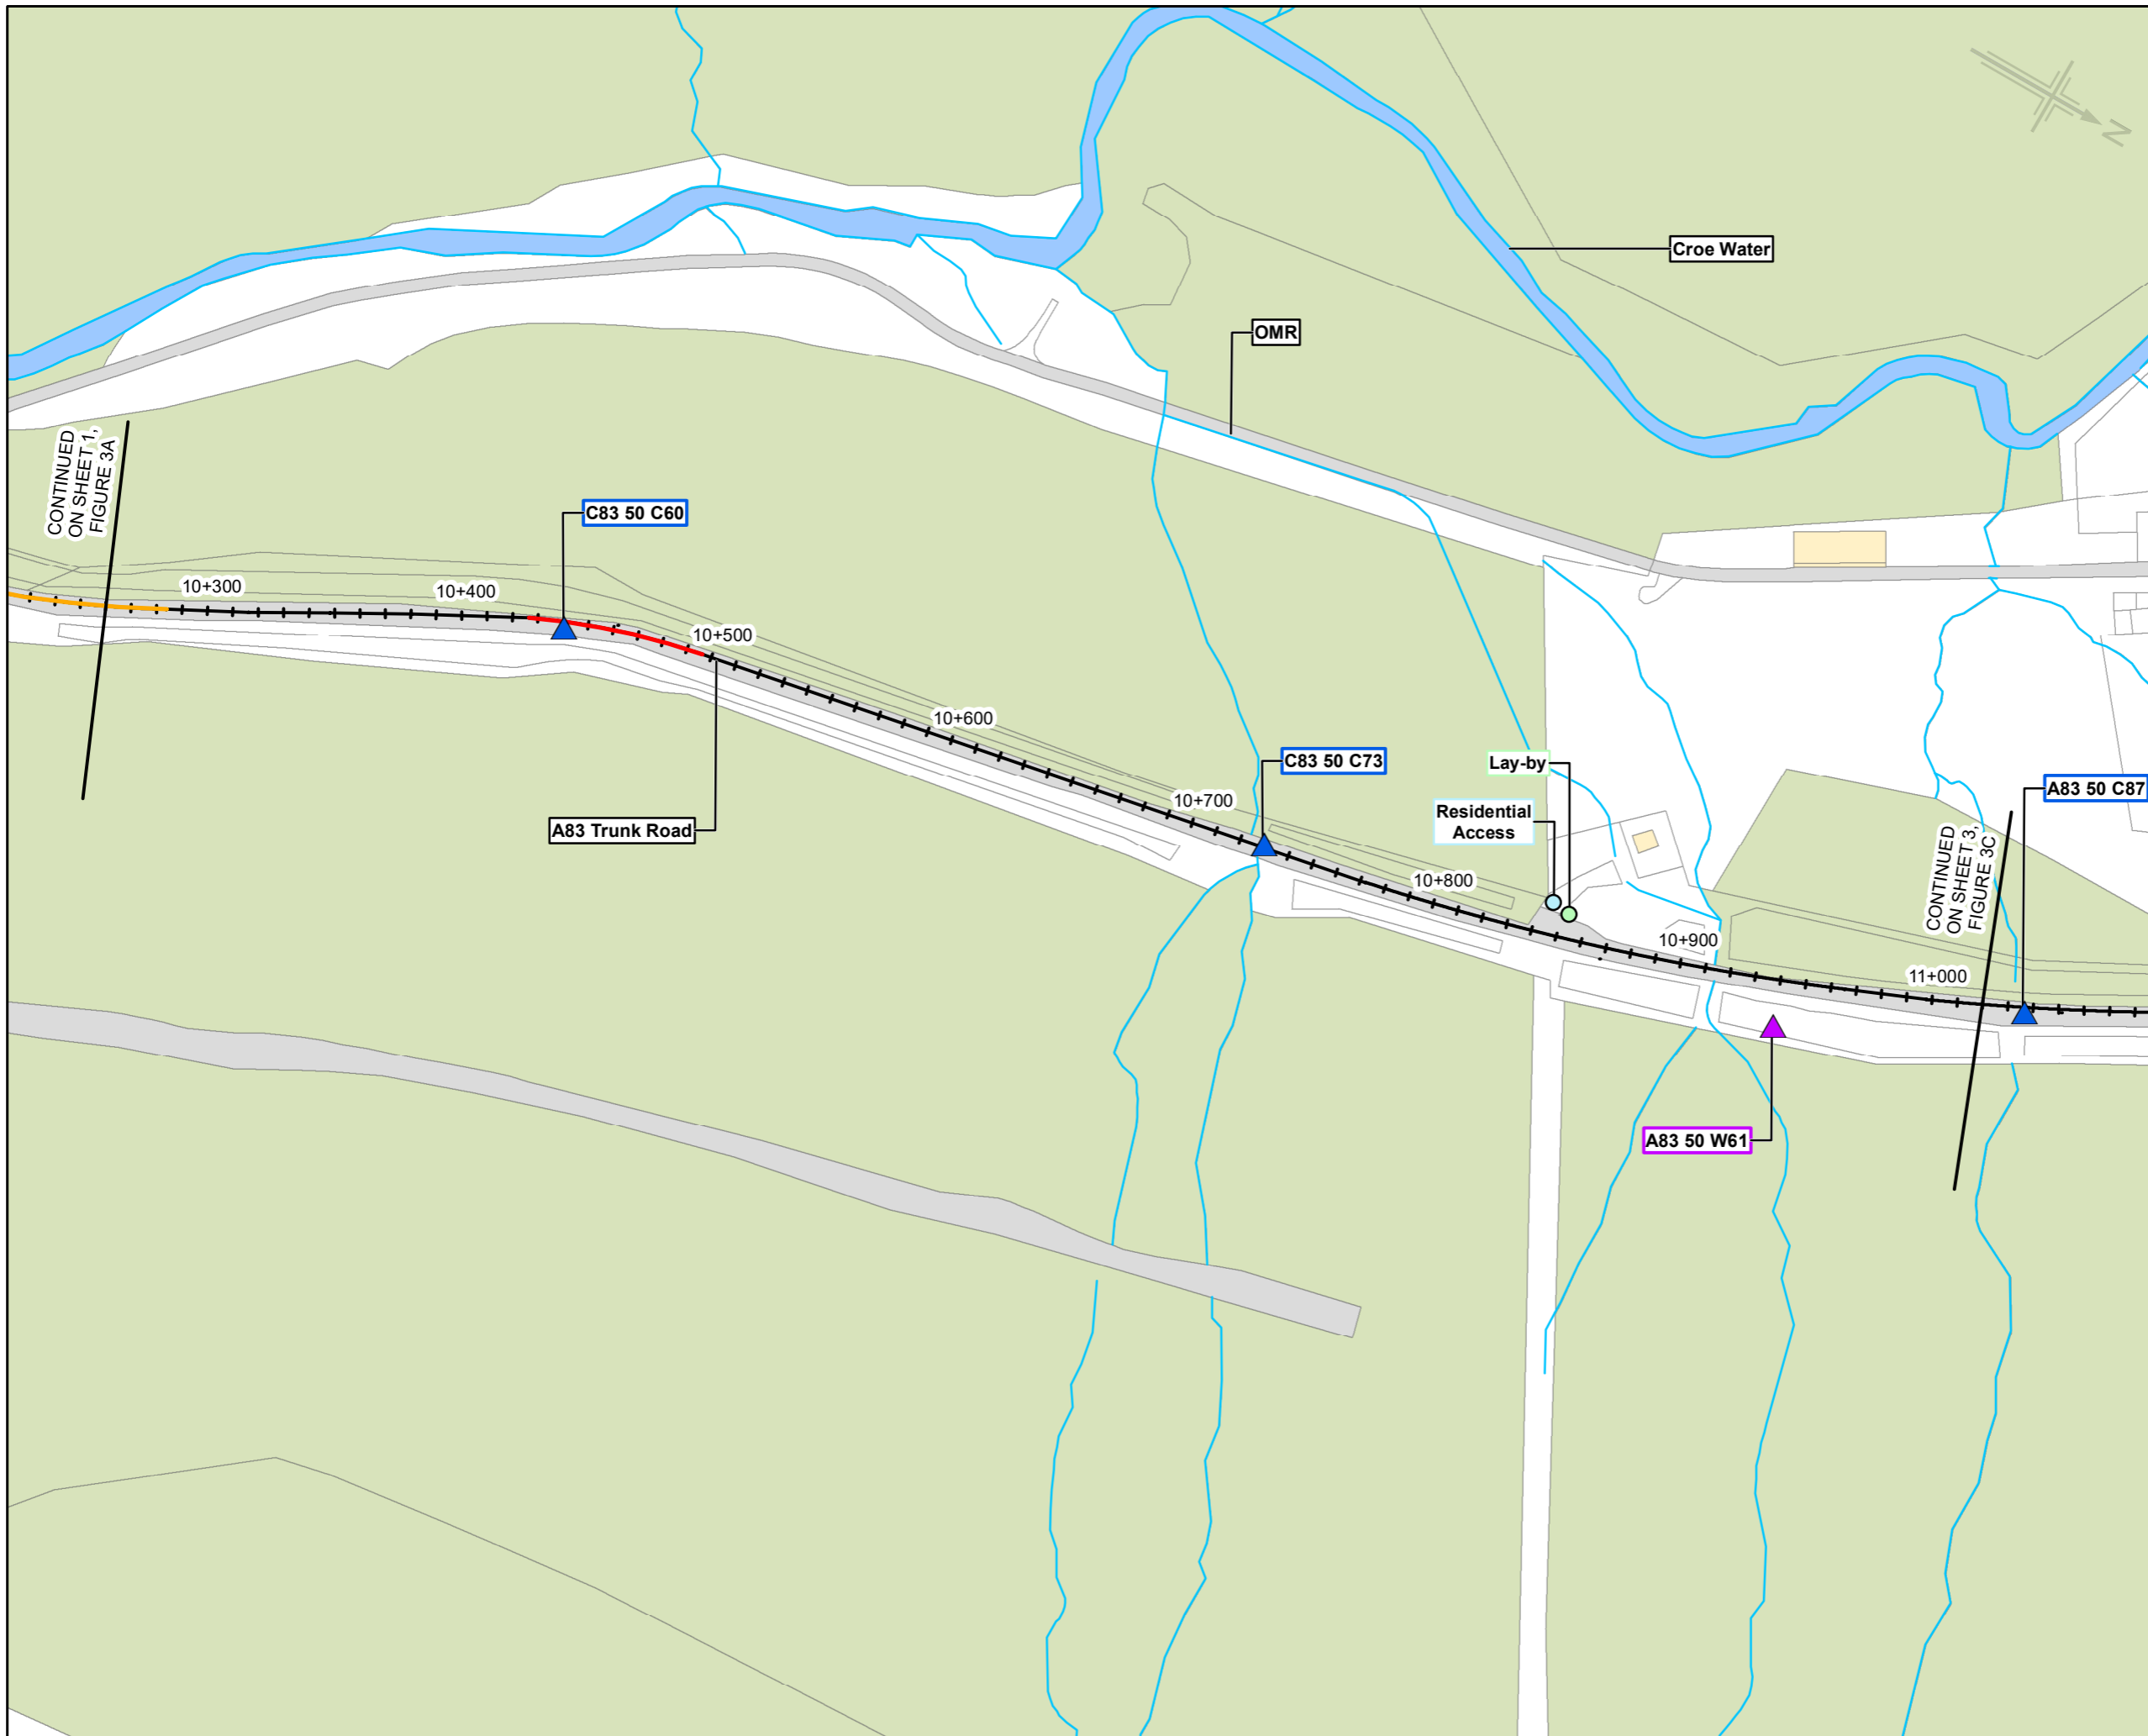 N
Croe Water
OMR
CONTINUED
ON SHEET 1,
FIGURE 3A
C83 50 C60
10+300
10+400
10+500
10+600
C83 50 C73
Lay-by
A83 50 C87
10+700
A83 Trunk Road
Residential
Access
CONTINUED
ON SHEET 3,
FIGURE 3C
10+800
10+900
11+000
A83 50 W61